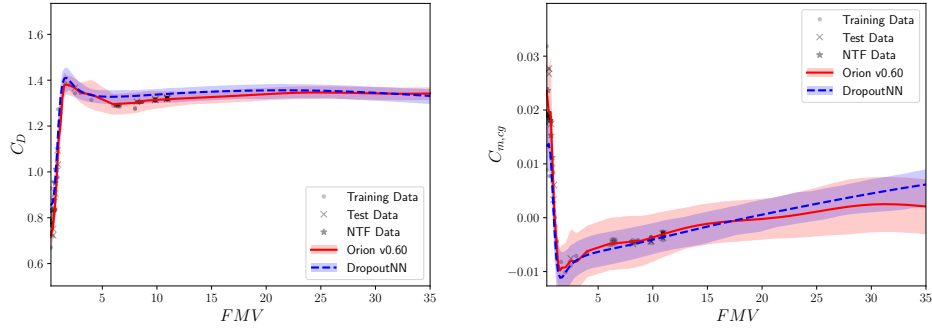 1.6
1.4
1.2
1.0
0.8
0.6
C_D
5 10 15 20 25 30 35
FMV
Training Data
Test Data
NTF Data
Orion v0.60
DropoutNN
0.03
0.02
0.01
0.00
−0.01
C_{m,cg}
5 10 15 20 25 30 35
FMV
Training Data
Test Data
NTF Data
Orion v0.60
DropoutNN